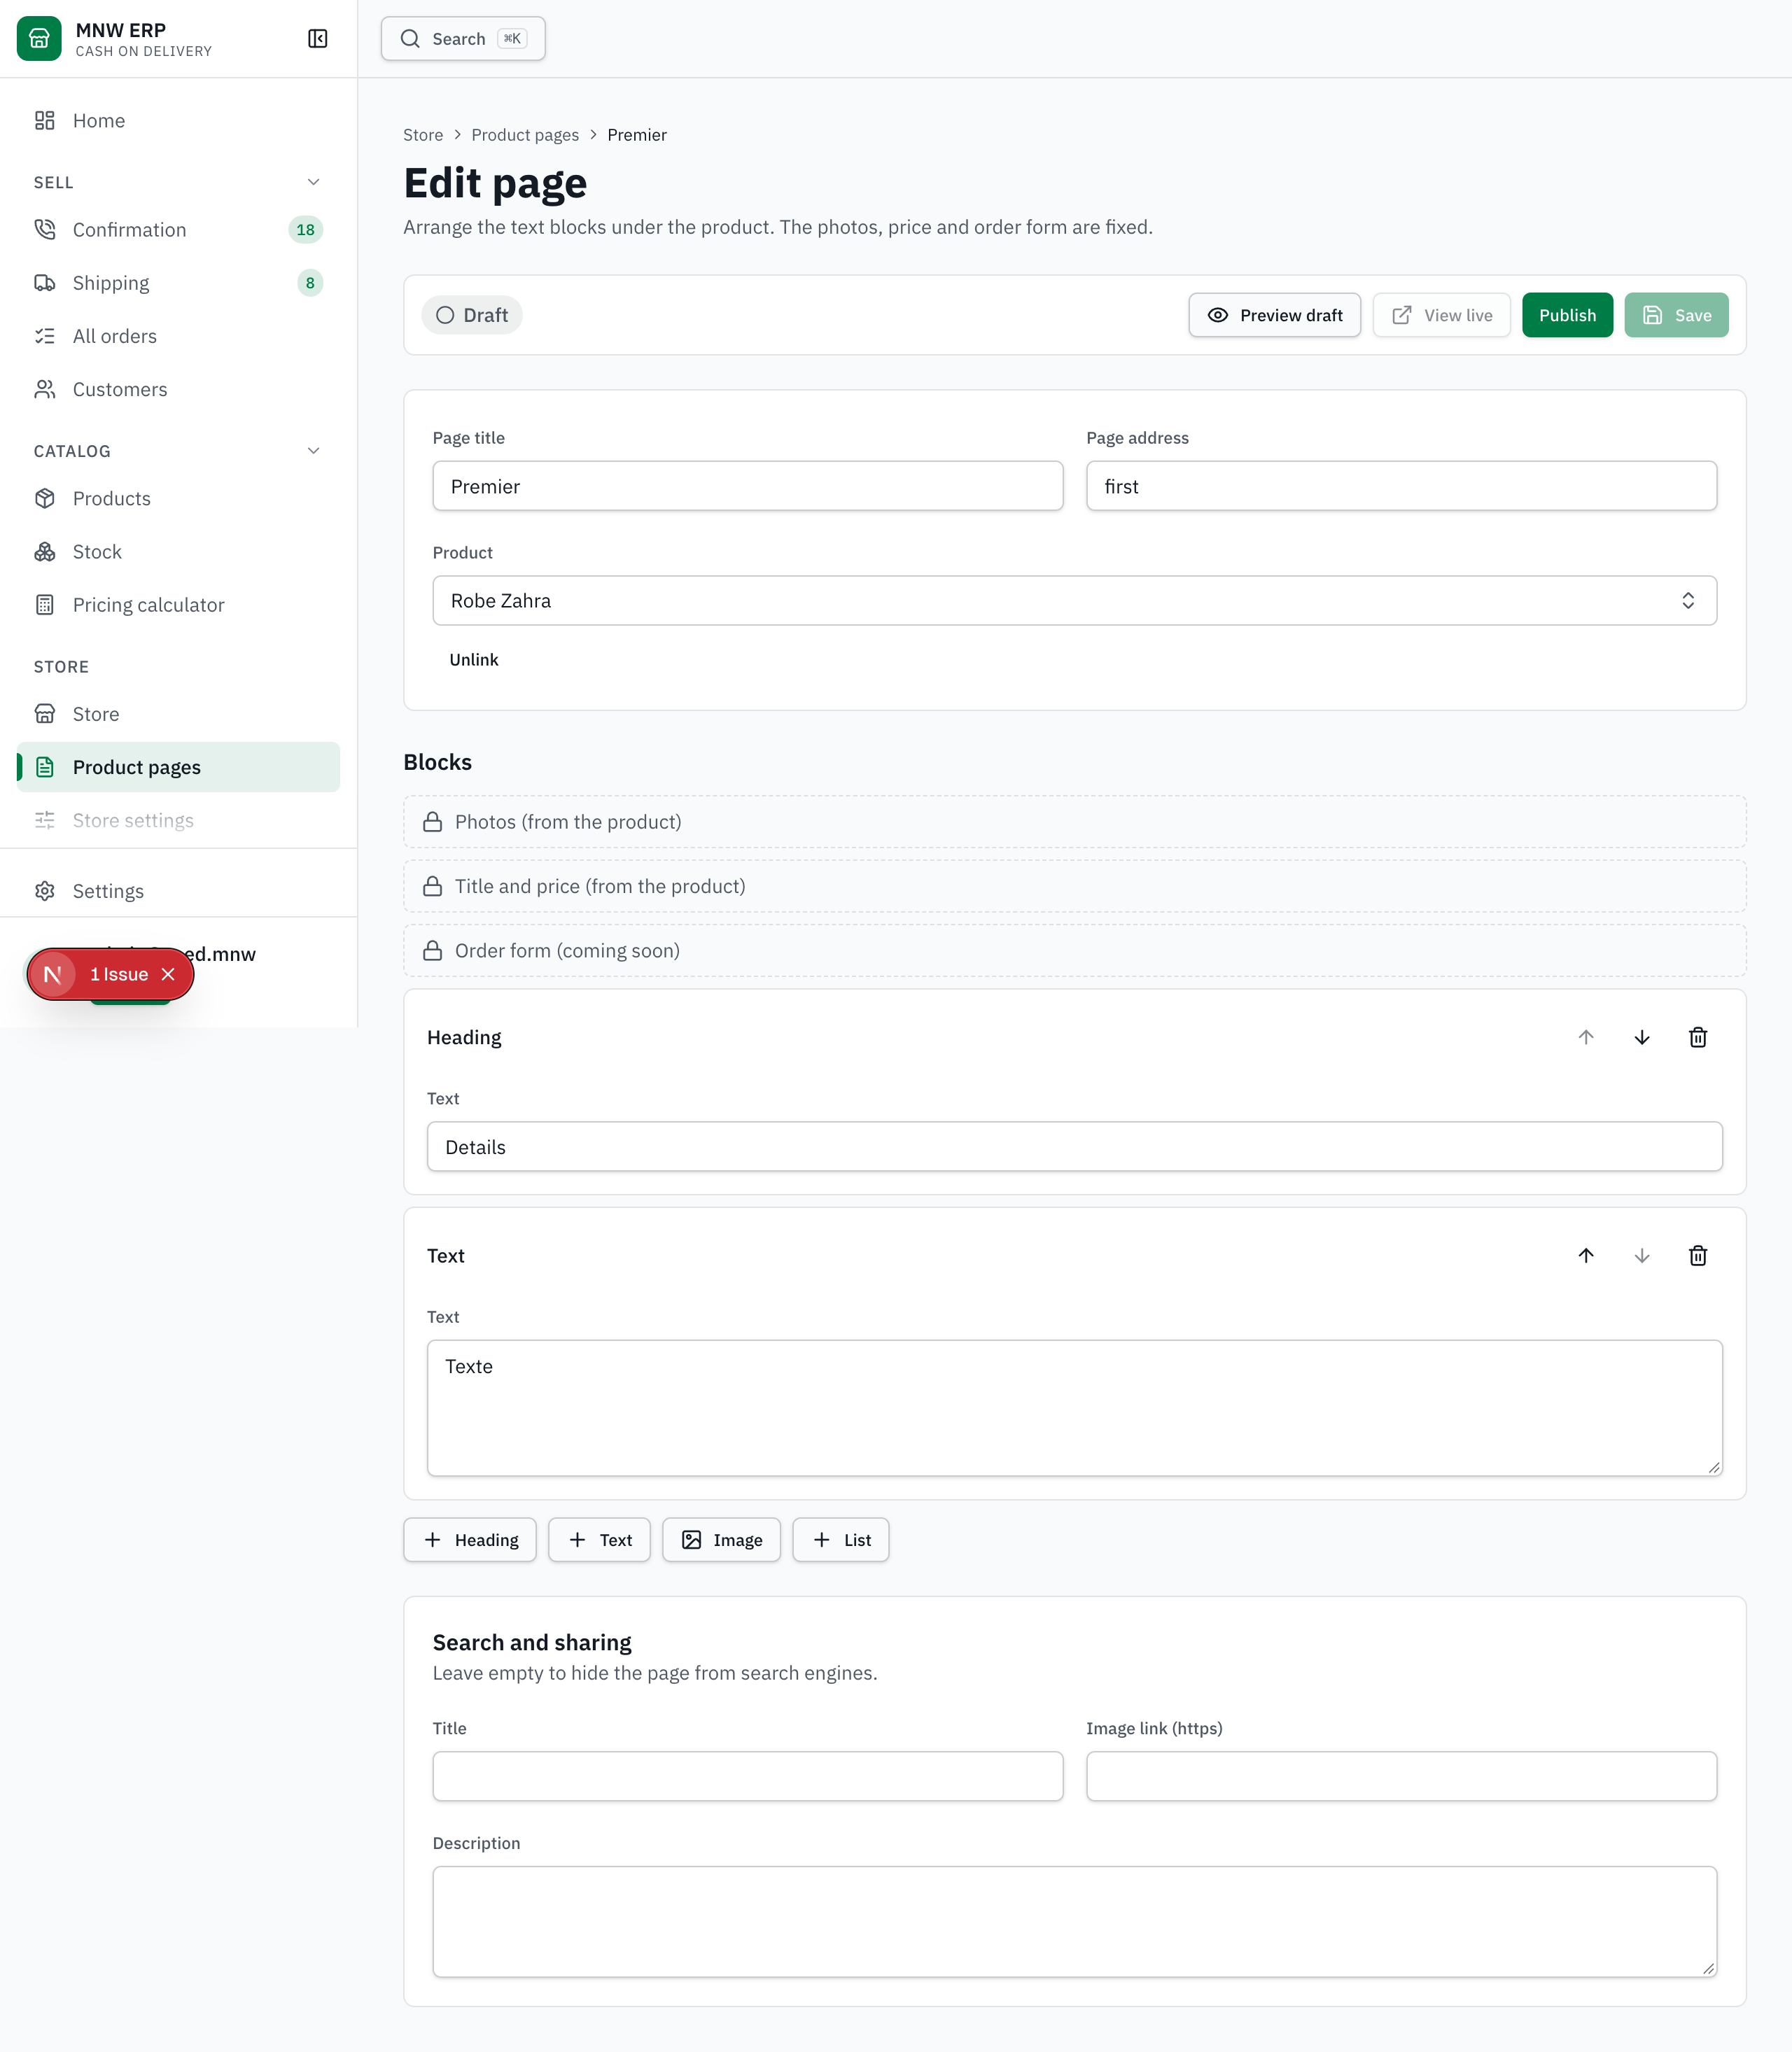 MNW ERP
CASH ON DELIVERY
Search ⌘K
Home
SELL
Confirmation 18
Shipping 8
All orders
Customers
CATALOG
Products
Stock
Pricing calculator
STORE
Store
Product pages
Store settings
Settings
ed.mnw
1 Issue
Store > Product pages > Premier
Edit page
Arrange the text blocks under the product. The photos, price and order form are fixed.
Draft
Preview draft
View live
Publish
Save
Page title
Premier
Page address
first
Product
Robe Zahra
Unlink
Blocks
Photos (from the product)
Title and price (from the product)
Order form (coming soon)
Heading
Text
Details
Text
Text
Texte
Heading
Text
Image
List
Search and sharing
Leave empty to hide the page from search engines.
Title
Image link (https)
Description